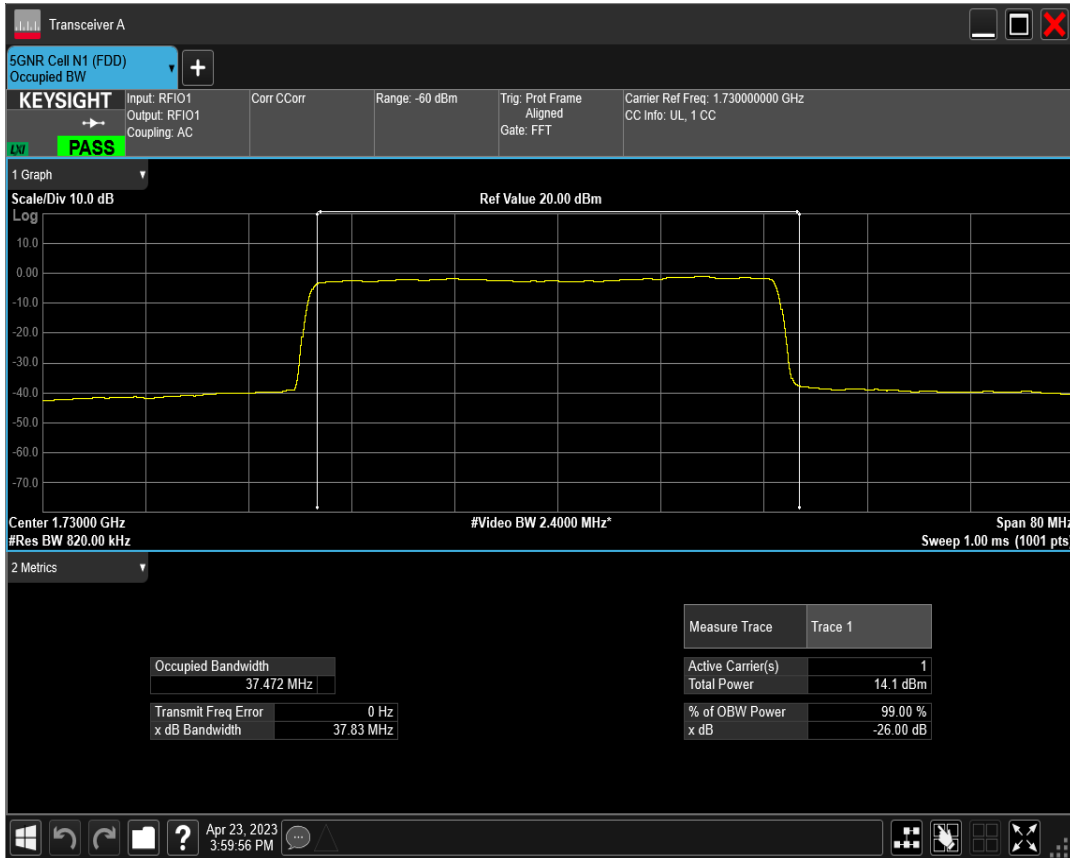 Transceiver A
5GNR Cell N1 (FDD)
Occupied BW
+
KEYSIGHT
LXI
PASS
Input: RFIO1
Output: RFIO1
Coupling: AC
Corr CCorr
Range: -60 dBm
Trig: Prot Frame
Aligned
Gate: FFT
Carrier Ref Freq: 1.730000000 GHz
CC Info: UL, 1 CC
1 Graph
Scale/Div 10.0 dB
Ref Value 20.00 dBm
Log
10.0
0.00
-10.0
-20.0
-30.0
-40.0
-50.0
-60.0
-70.0
Center 1.73000 GHz
#Video BW 2.4000 MHz*
Span 80 MHz
#Res BW 820.00 kHz
Sweep 1.00 ms (1001 pts)
2 Metrics
Measure Trace Trace 1
Occupied Bandwidth
37.472 MHz
Active Carrier(s) 1
Total Power 14.1 dBm
Transmit Freq Error 0 Hz
x dB Bandwidth 37.83 MHz
% of OBW Power 99.00 %
x dB -26.00 dB
?
Apr 23, 2023
3:59:56 PM